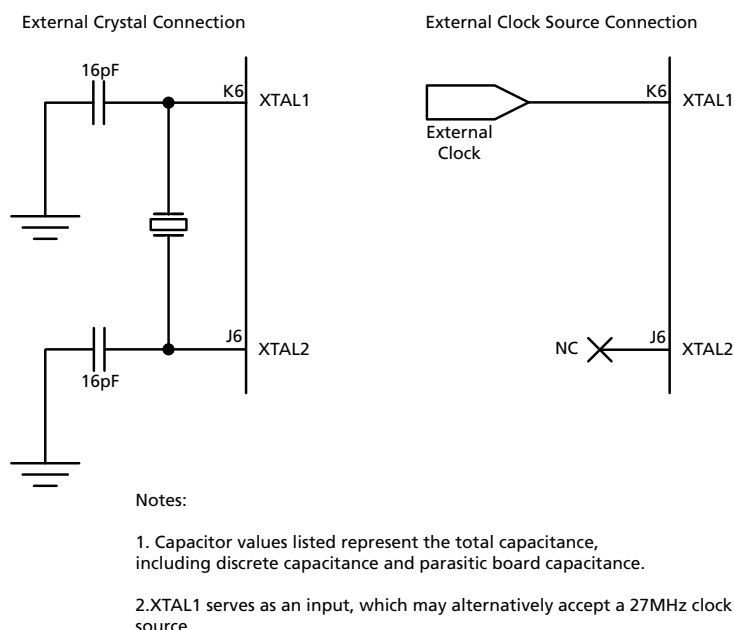 External Crystal Connection
External Clock Source Connection
16pF
K6
XTAL1
J6
XTAL2
16pF
K6
XTAL1
External
Clock
NC
J6
XTAL2
Notes:
1. Capacitor values listed represent the total capacitance,
including discrete capacitance and parasitic board capacitance.
2.XTAL1 serves as an input, which may alternatively accept a 27MHz clock
source